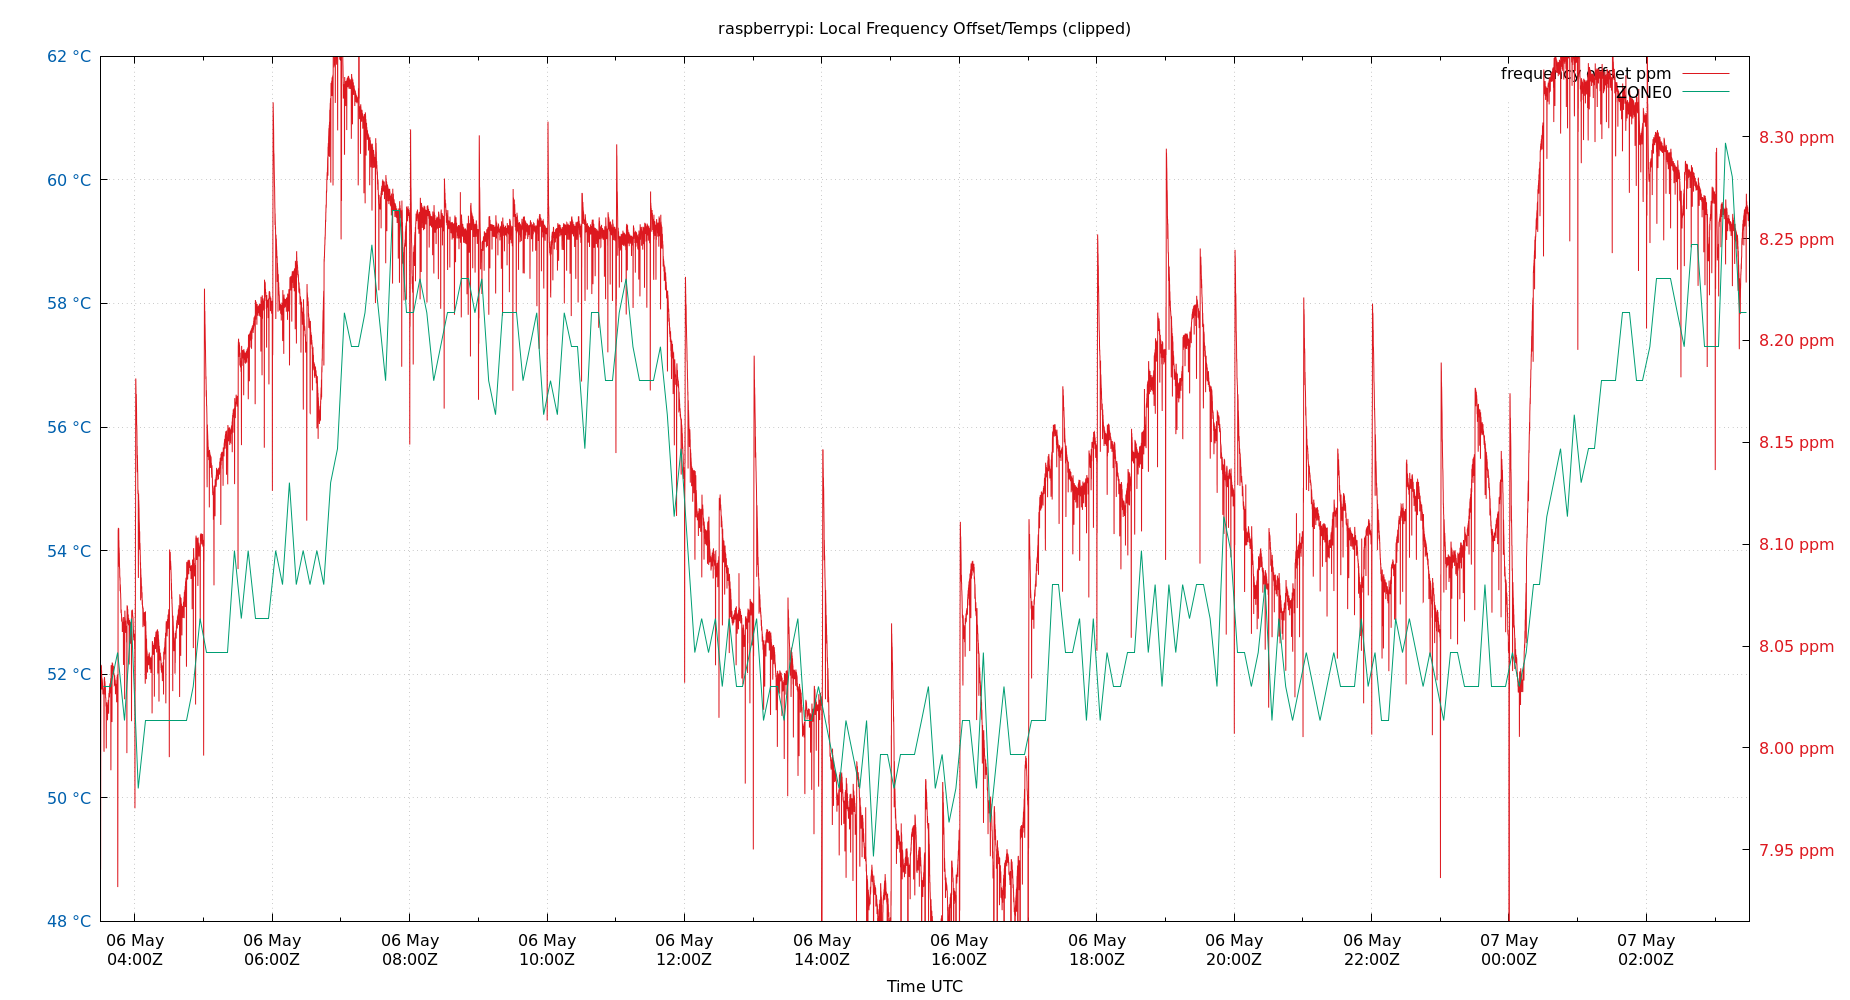 raspberrypi: Local Frequency Offset/Temps (clipped)
62 °C
60 °C
58 °C
56 °C
54 °C
52 °C
50 °C
48 °C
frequency offset ppm
ZONE0
8.30 ppm
8.25 ppm
8.20 ppm
8.15 ppm
8.10 ppm
8.05 ppm
8.00 ppm
7.95 ppm
06 May 06 May 06 May 06 May 06 May 06 May 06 May 06 May 06 May 06 May 07 May 07 May
04:00Z 06:00Z 08:00Z 10:00Z 12:00Z 14:00Z 16:00Z 18:00Z 20:00Z 22:00Z 00:00Z 02:00Z
Time UTC